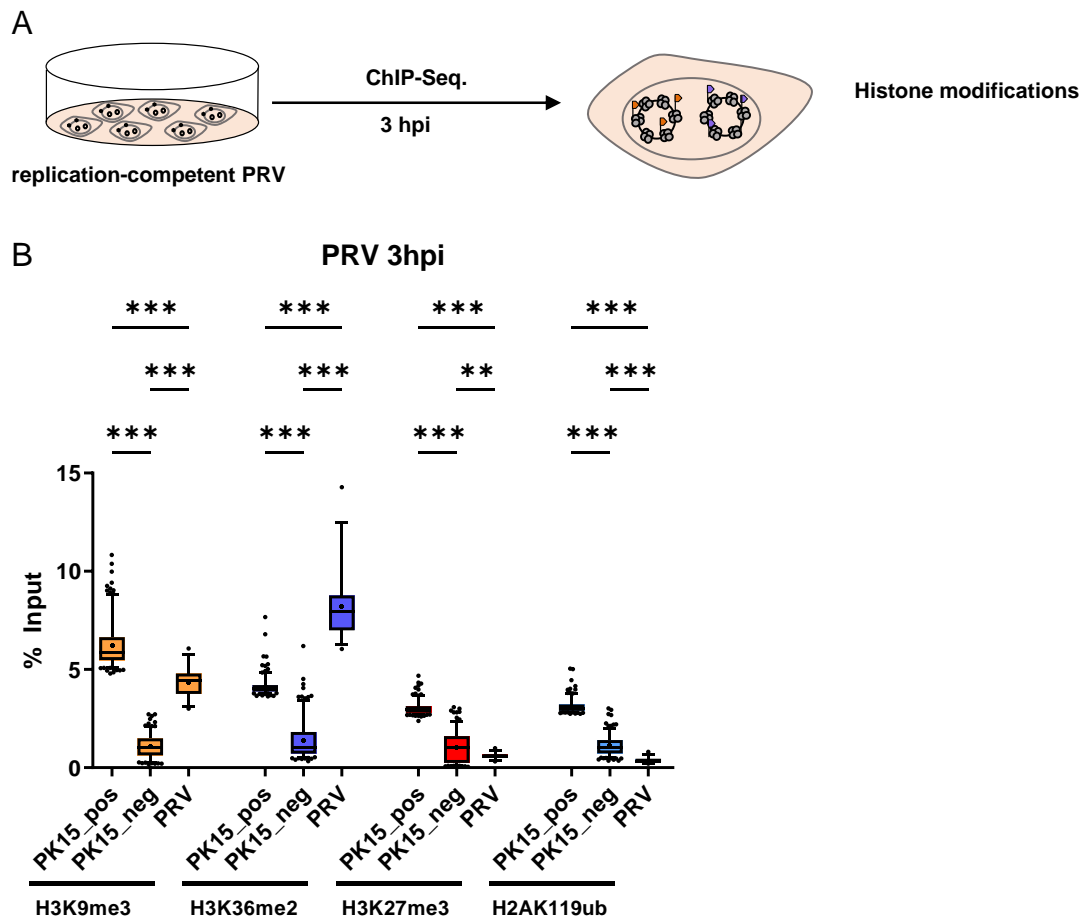 A
ChIP-Seq.
3 hpi
Histone modifications
replication-competent PRV
B
PRV 3hpi
*** *** *** ***
*** *** ** ***
*** *** *** ***
% Input
15
10
5
0
PK15_pos PK15_neg PRV PK15_pos PK15_neg PRV PK15_pos PK15_neg PRV PK15_pos PK15_neg PRV
H3K9me3 H3K36me2 H3K27me3 H2AK119ub